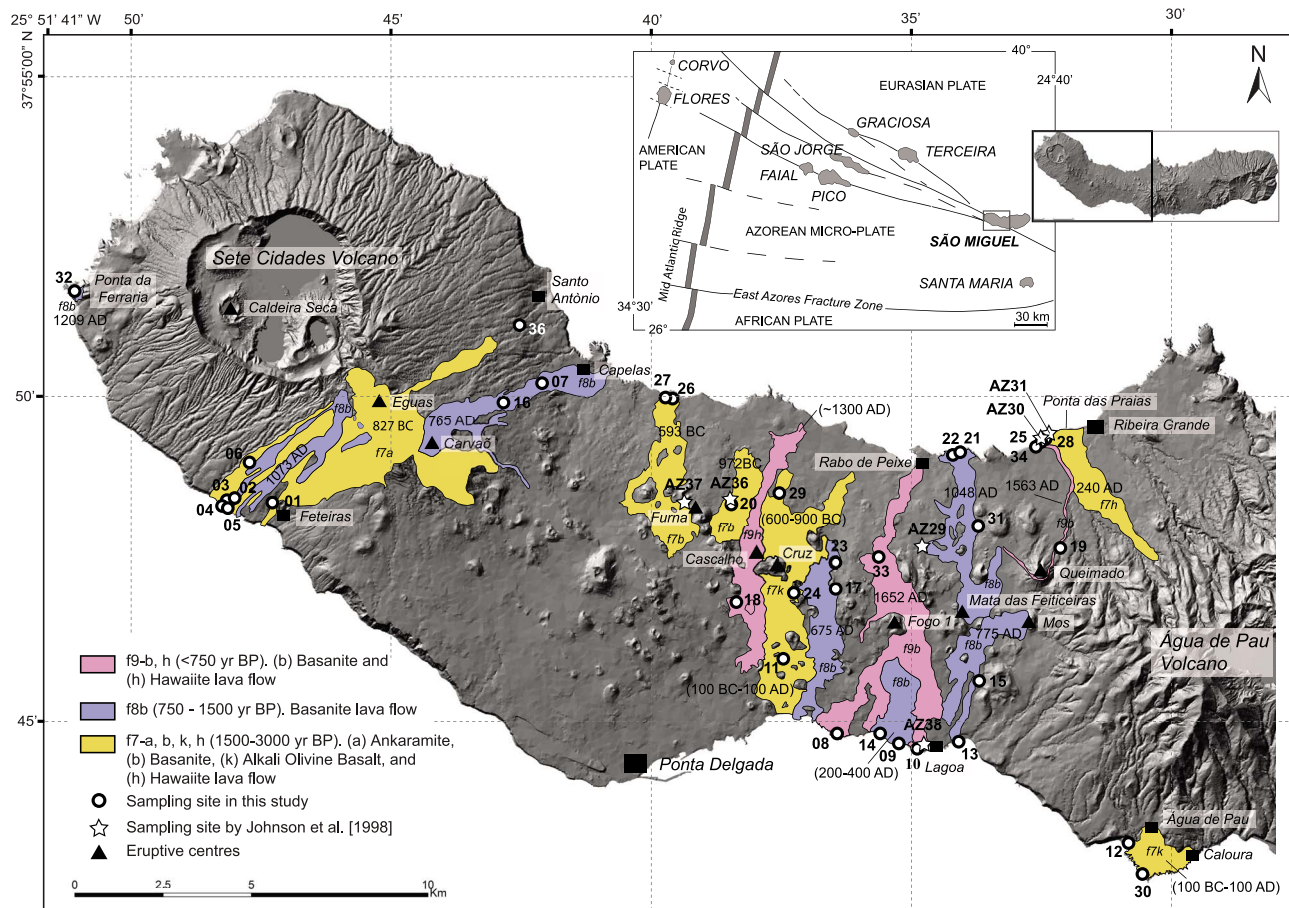 25° 51' 41" W
50'
40'
35'
30'
37°55'00" N
50'
45'
N
40°
24°40'
34°30'
26°
CORVO
FLORES
EURASIAN PLATE
GRACIOSA
AMERICAN
PLATE
SÃO JORGE
TERCEIRA
FAIAL
PICO
Mid Atlantic Ridge
AZOREAN MICRO-PLATE
SÃO MIGUEL
SANTA MARIA
East Azores Fracture Zone
AFRICAN PLATE
30 km
Sete Cidades Volcano
32
Ponta da
Ferraria
f8b
1209 AD
Caldeira Seca
Santo
António
36
Capelas
07
f8b
16
Eguas
f8b
827 BC
765 AD
Carvaõ
f7a
1073 AD
06
03
02
04
05
01
Feteiras
27
26
593 BC
AZ37
Furna
f7b
972BC
AZ36
20
f7b
(~1300 AD)
29
(600-900 BC)
f9h
Cascalho
Cruz
23
f7k
24
17
18
675 AD
11
f8b
(100 BC-100 AD)
Rabo de Peixe
33
1652 AD
Fogo 1
f9b
f8b
AZ38
08
14
09
10
Lagoa
(200-400 AD)
13
22
21
1048 AD
AZ29
31
f8b
Mata das Feiticeiras
775 AD
Mos
f8b
15
AZ31
AZ30
Ponta das Praias
Ribeira Grande
25
34
28
1563 AD
240 AD
f7h
f9b
19
Queimado
Água de Pau
Volcano
Água de Pau
12
f7k
Caloura
30
(100 BC-100 AD)
Ponta Delgada
f9-b, h (<750 yr BP). (b) Basanite and
(h) Hawaiite lava flow
f8b (750 - 1500 yr BP). Basanite lava flow
f7-a, b, k, h (1500-3000 yr BP). (a) Ankaramite,
(b) Basanite, (k) Alkali Olivine Basalt, and
(h) Hawaiite lava flow
Sampling site in this study
Sampling site by Johnson et al. [1998]
Eruptive centres
0.0 2.5 5 10
Km